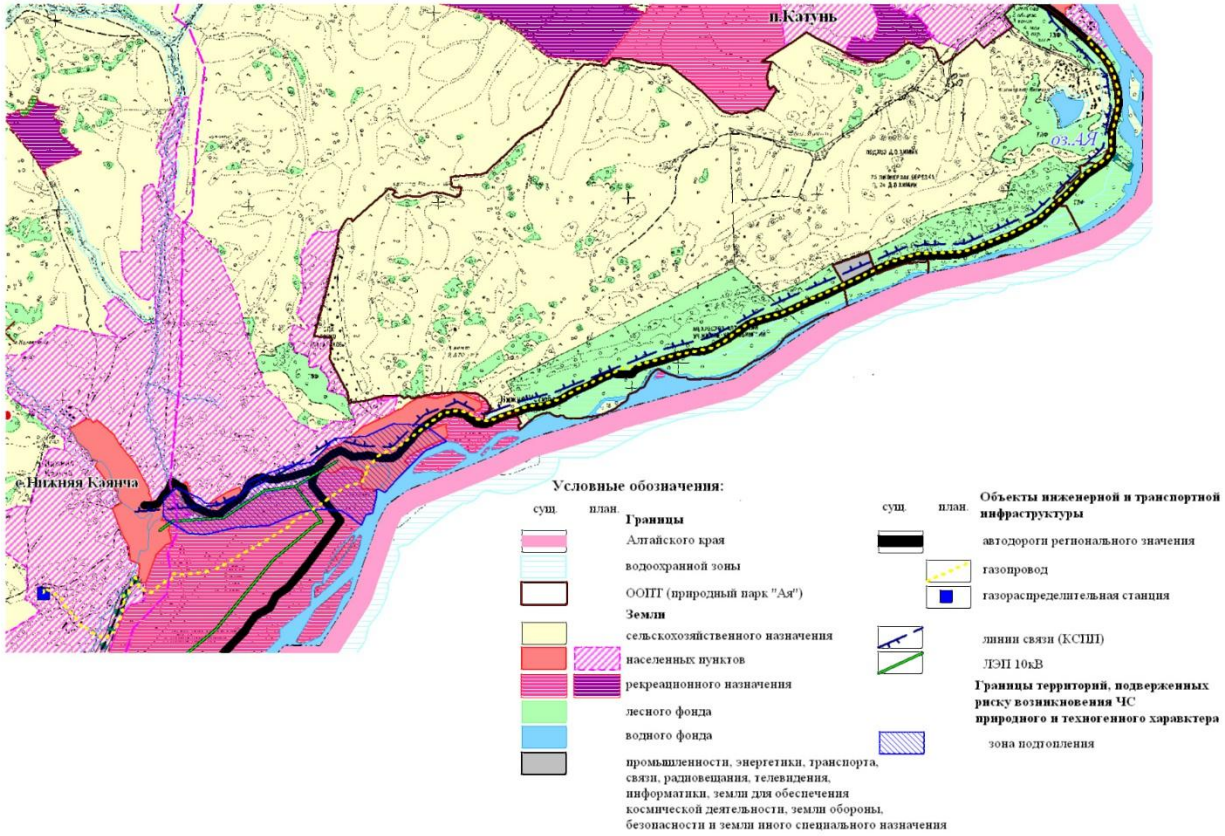 п.Катунь
оз.АЯ
с.Нижняя Каянча
Условные обозначения:
сущ. план.
Границы
Алтайского края
водоохранной зоны
ООПТ (природный парк "Ая")
Земли
сельскохозяйственного назначения
населенных пунктов
рекреационного назначения
лесного фонда
водного фонда
промышленности, энергетики, транспорта,
связи, радиовещания, телевидения,
информатики, земли для обеспечения
космической деятельности, земли обороны,
безопасности и земли иного специального назначения
сущ. план.
Объекты инженерной и транспортной
инфраструктуры
автодороги регионального значения
газопровод
газораспределительная станция
линии связи (КСПП)
ЛЭП 10кВ
Границы территорий, подверженных
риску возникновения ЧС
природного и техногенного харавктера
зона подтопления